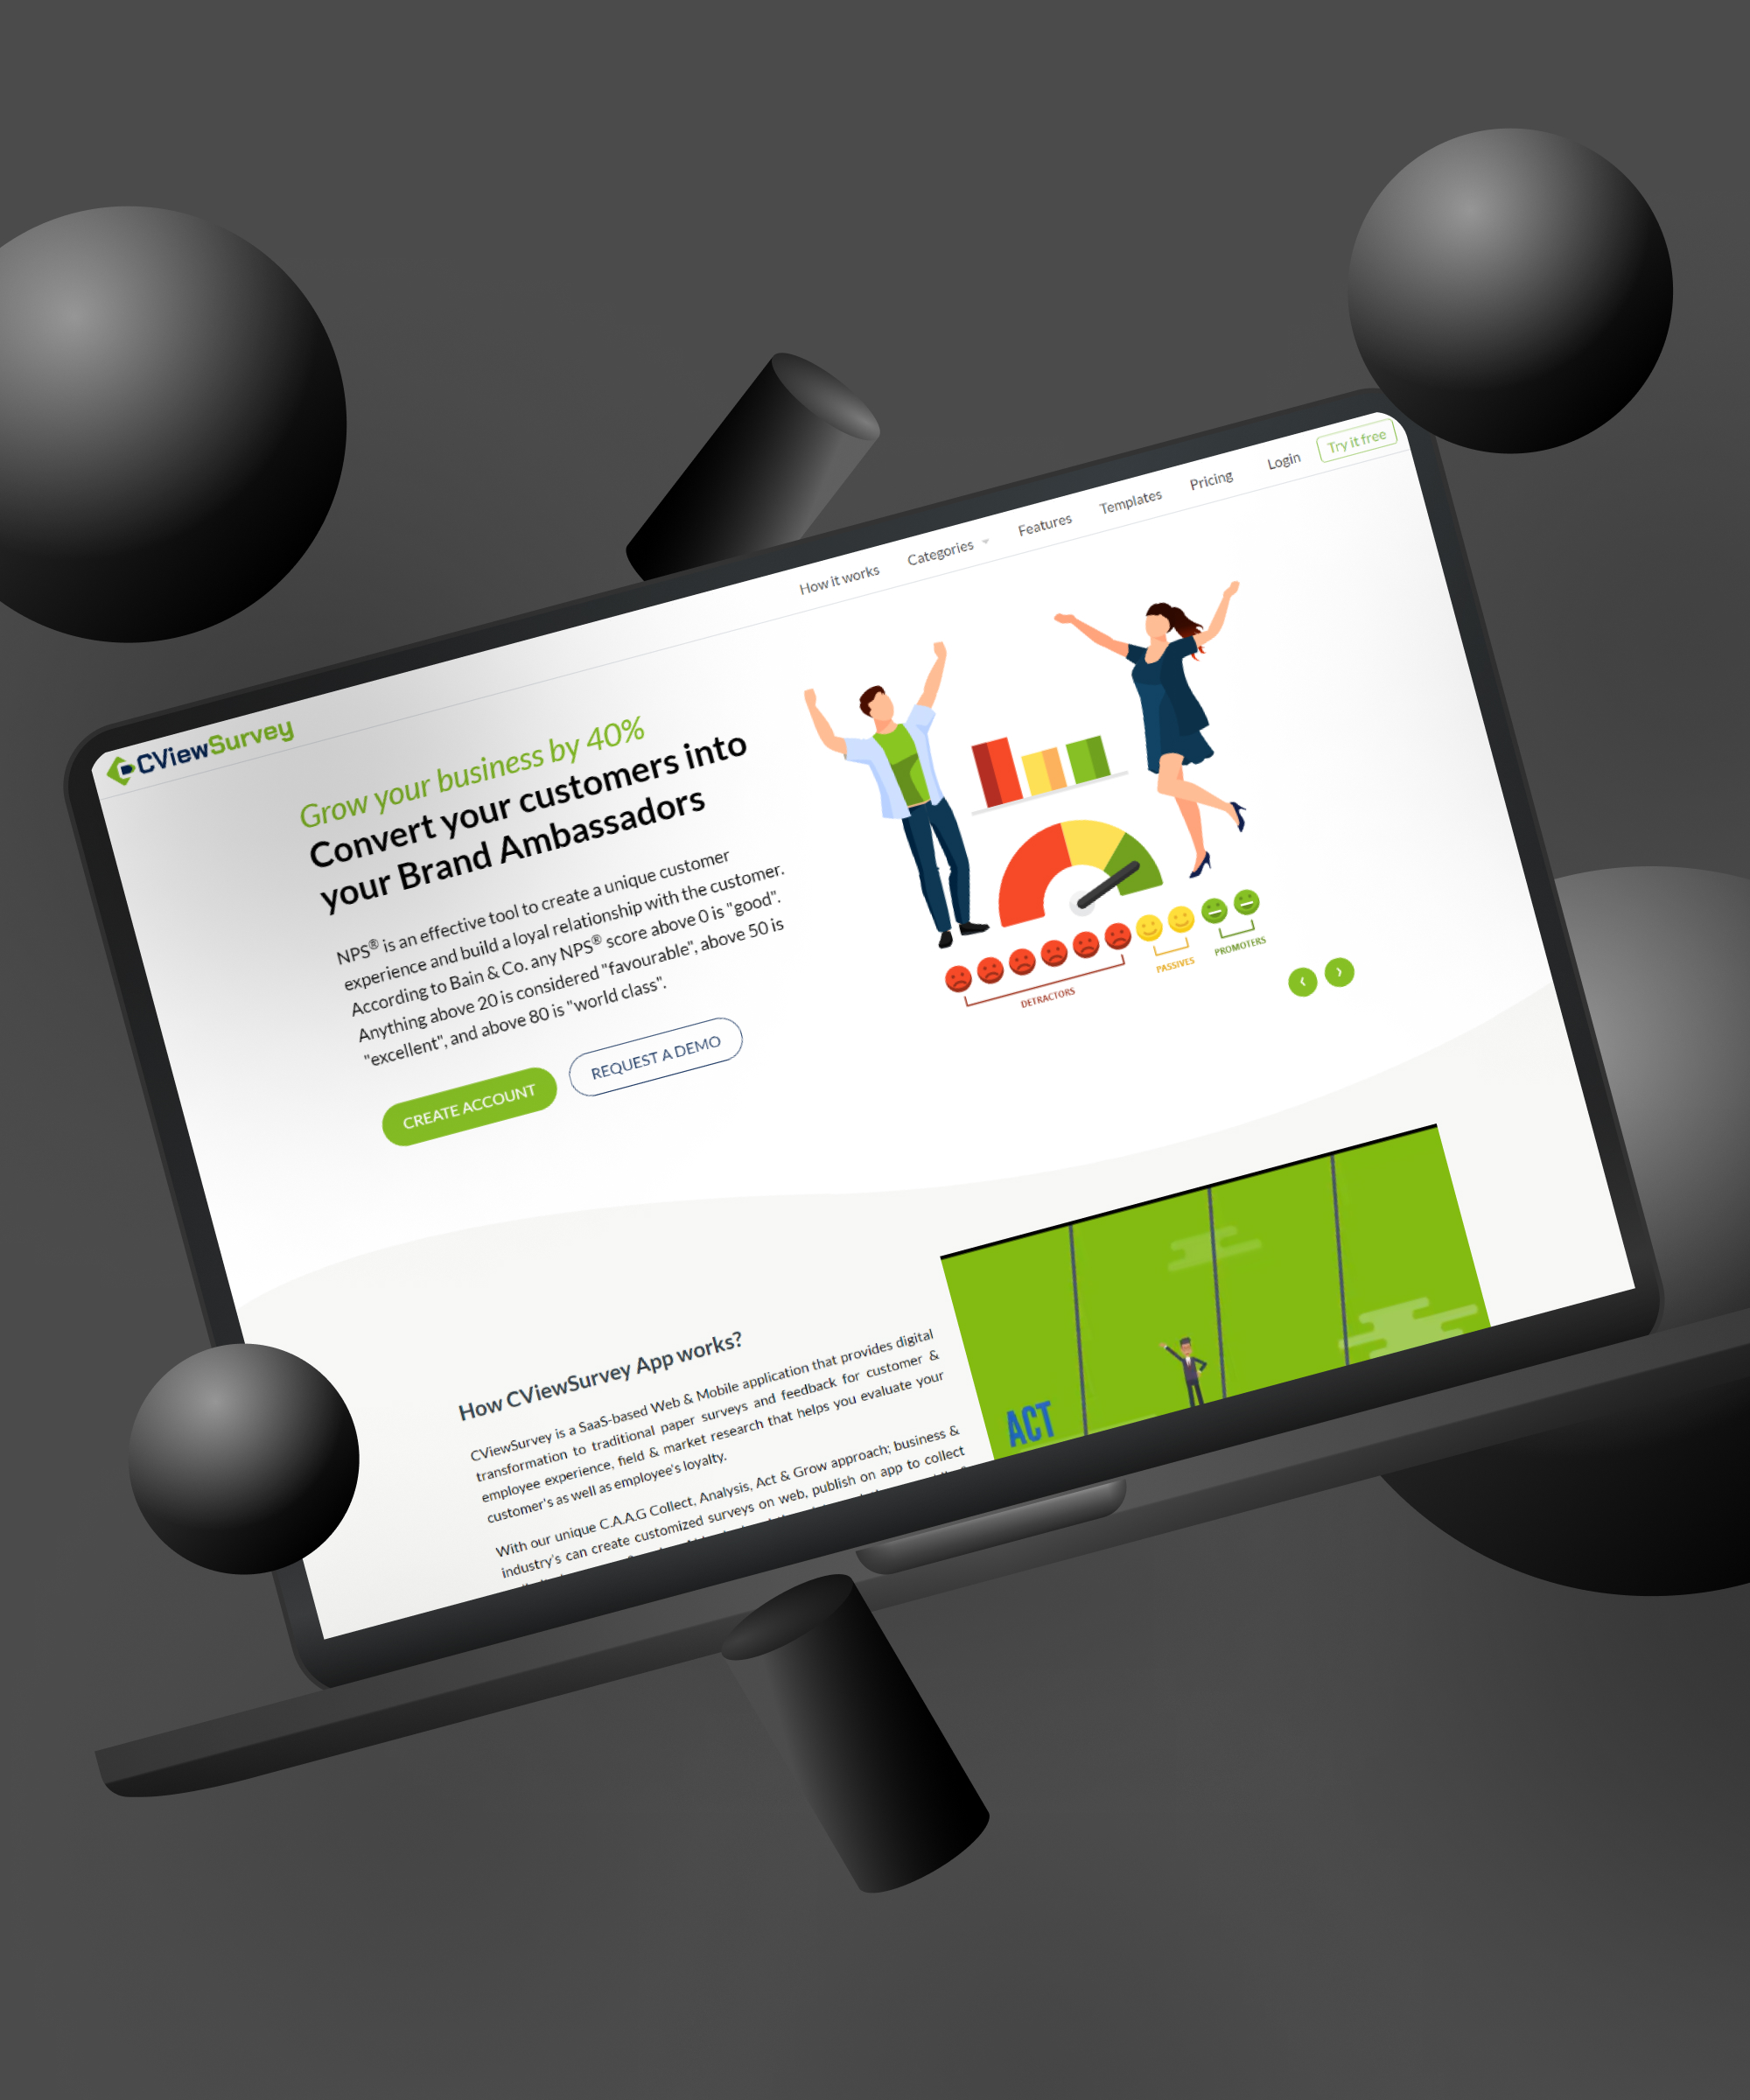 CViewSurvey
How it works
Categories
Features
Templates
Pricing
Login
Try it free
Grow your business by 40%
Convert your customers into
your Brand Ambassadors
NPS® is an effective tool to create a unique customer
experience and build a loyal relationship with the customer.
According to Bain & Co. any NPS® score above 0 is "good".
Anything above 20 is considered "favourable", above 50 is
"excellent", and above 80 is "world class".
CREATE ACCOUNT
REQUEST A DEMO
DETRACTORS
PASSIVES
PROMOTERS
How CViewSurvey App works?
CViewSurvey is a SaaS-based Web & Mobile application that provides digital
transformation to traditional paper surveys and feedback for customer &
employee experience, field & market research that helps you evaluate your
customer's as well as employee's loyalty.
With our unique C.A.A.G Collect, Analysis, Act & Grow approach; business &
industry's can create customized surveys on web, publish on app to collect
ACT